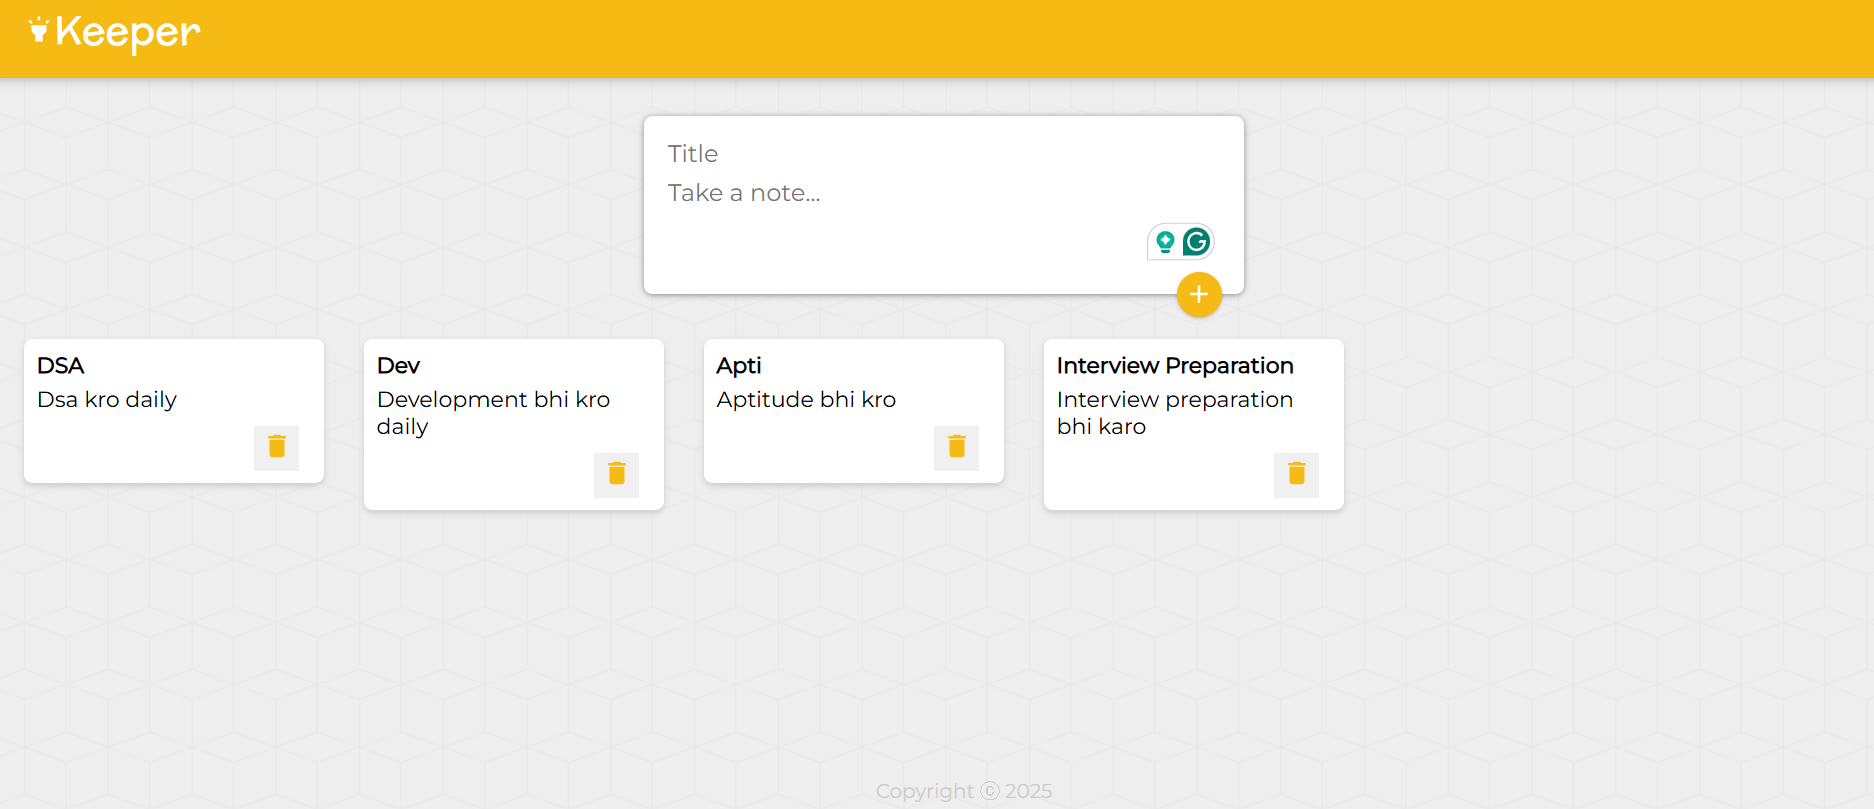 Keeper
Title
Take a note...
DSA
Dsa kro daily
Dev
Development bhi kro
daily
Apti
Aptitude bhi kro
Interview Preparation
Interview preparation
bhi karo
Copyright ⓒ 2025